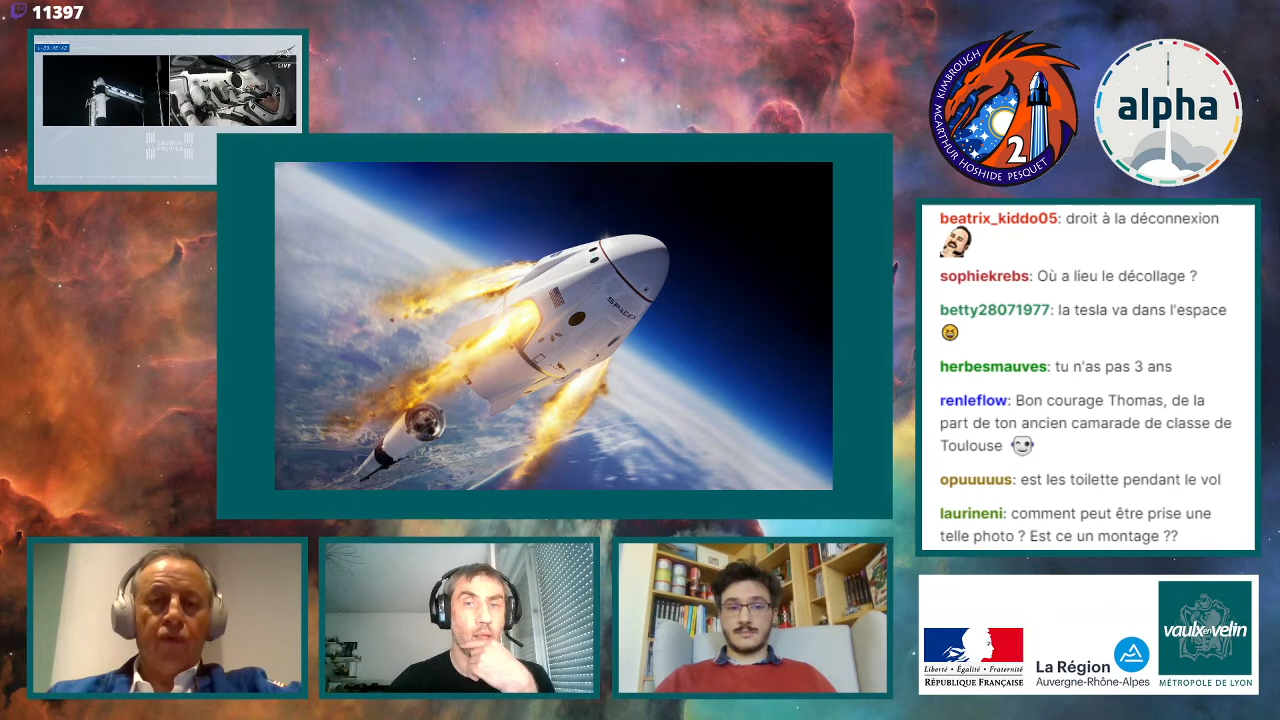 11397
LIVE
LAUNCH
AMERICA
SPACEX
KIMBROUGH
MCARTHUR HOSHIDE PESQUET
2
alpha
beatrix_kiddo05: droit à la déconnexion
sophiekrebs: Où a lieu le décollage ?
betty28071977: la tesla va dans l'espace
herbesmauves: tu n'as pas 3 ans
renleflow: Bon courage Thomas, de la
part de ton ancien camarade de classe de
Toulouse
opuuuuus: est les toilette pendant le vol
laurineni: comment peut être prise une
telle photo ? Est ce un montage ??
Liberté • Égalité • Fraternité
RÉPUBLIQUE FRANÇAISE
La Région
Auvergne-Rhône-Alpes
vaulx en velin
MÉTROPOLE DE LYON